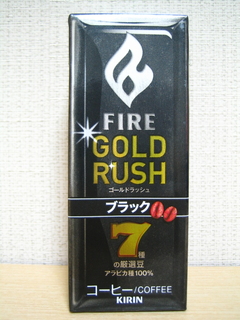 FIRE
GOLD
RUSH
ゴールドラッシュ
ブラック
7種
の厳選豆
アラビカ種100%
コーヒー/COFFEE
KIRIN